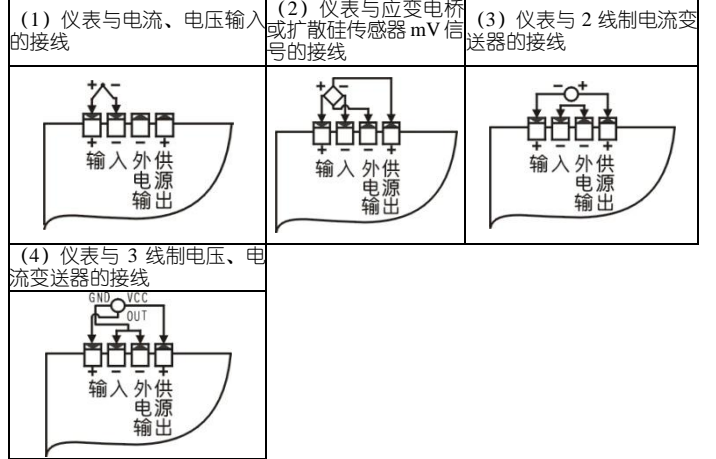 （1）仪表与电流、电压输入
的接线
（2）仪表与应变电桥
或扩散硅传感器 mV 信
号的接线
（3）仪表与 2 线制电流变
送器的接线
+ -
+ - - +
输入 外供
电源
输出
+ -
+ - - +
输入 外供
电源
输出
- +
+ - - +
输入 外供
电源
输出
（4）仪表与 3 线制电压、电
流变送器的接线
GND VCC
OUT
+ - - +
输入 外供
电源
输出